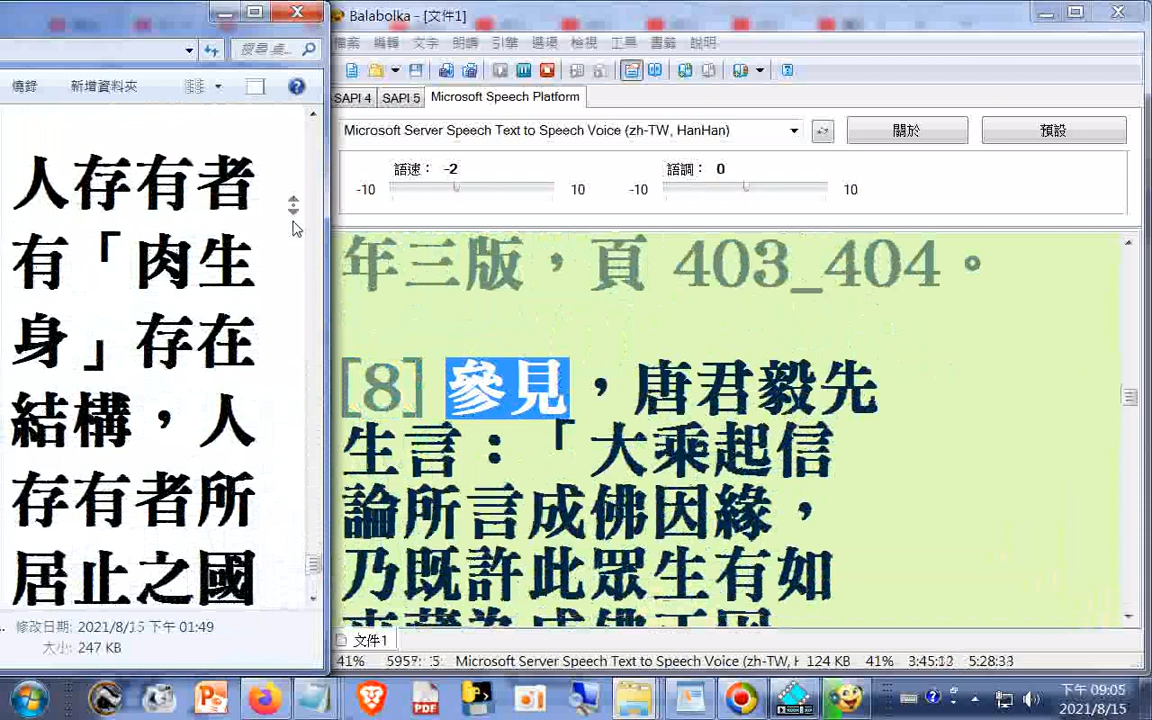 Balabolka - [文件1]
搜尋 桌...
檔案 編輯 文字 朗讀 引擎 選項 檢視 工具 書籤 說明
燒錄 新增資料夾
SAPI 4 SAPI 5 Microsoft Speech Platform
Microsoft Server Speech Text to Speech Voice (zh-TW, HanHan)
關於
預設
語速： -2
語調： 0
-10 10 -10 10
人存有者
有「肉生
身」存在
結構，人
存有者所
居止之國
年三版，頁 403_404。
[8] 參見，唐君毅先
生言：「大乘起信
論所言成佛因緣，
乃既許此眾生有如
修改日期: 2021/8/15 下午 01:49
大小: 247 KB
文件1
41% Microsoft Server Speech Text to Speech Voice (zh-TW, H 124 KB 41% 3:45:13 5:28:33
PDF
下午 09:05
2021/8/15